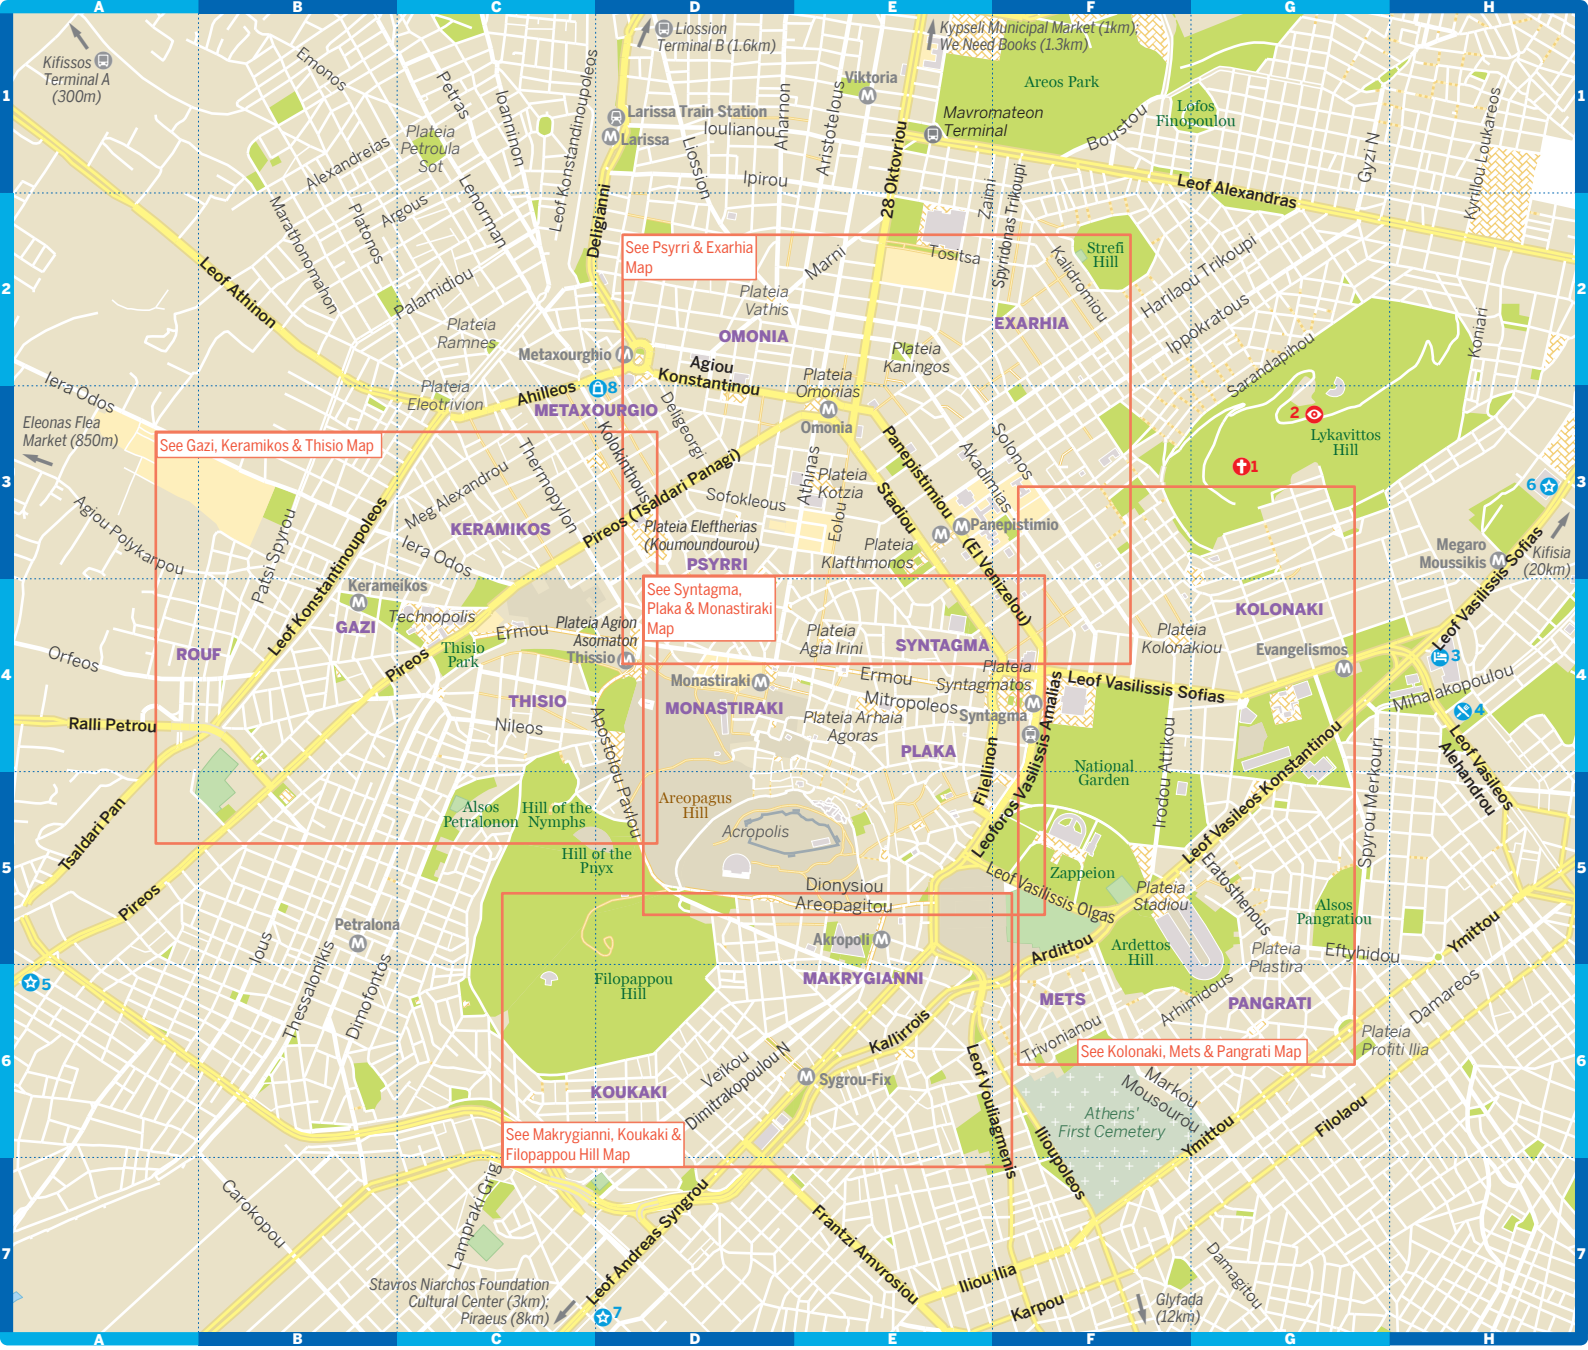 A B C D E F G H
1
2
3
4
5
6
7
Kifissos
Terminal A
(300m)
Emonos
Petras
Ioanninon
Leof Konstandinoupoleos
Liossion
Terminal B (1.6km)
Viktoria
Kypseli Municipal Market (1km);
We Need Books (1.3km)
Areos Park
Mavromateon
Terminal
Lofos
Finopoulou
Boustou
Gyzi N
Kyrillou Loukareos
Larissa Train Station
Larissa
Ioulianou
Aharnon
Aristotelous
Liossion
Ipirou
28 Oktovriou
Leof Alexandras
Plateia
Petroula
Sot
Alexandreias
Argous
Lenorman
Marathonomahon
Platonos
Palamidiou
Deligianni
Zaimi
Spyridonas Trikoupi
See Psyrri & Exarhia
Map
Marni
Tositsa
Kalidromiou
Strefi
Hill
Harilaou Trikoupi
Ippokratous
Sarandapihou
Koniari
Leof Athinon
Plateia
Ramnes
Plateia
Vathis
OMONIA
EXARHIA
Metaxourghio
Agiou
Konstantinou
Plateia
Kaningos
Plateia
Omonias
Omonia
Iera Odos
Plateia
Eleotrivion
Ahilleos
8
METAXOURGIO
Eleonas Flea
Market (850m)
See Gazi, Keramikos & Thisio Map
Kolokinthous
Deligeorgi
Pireos (Tsaldari Panagi)
Panepistimiou
(El Venizelou)
Akadimias
Solonos
2
Lykavittos
Hill
1
6
Agiou Polykarpou
Patsi Spyrou
Leof Konstantinoupoleos
Meg Alexandrou
Thermopylon
KERAMIKOS
Iera Odos
Sofokleous
Athinas
Plateia
Kotzia
Eolou
Stadiou
Panepistimio
Plateia Eleftherias
(Koumoundourou)
PSYRRI
Plateia
Klafthmonos
Megaro
Moussikis
Kifisia
(20km)
Leof Vasilissis Sofias
Kerameikos
GAZI
Technopolis
See Syntagma,
Plaka & Monastiraki
Map
KOLONAKI
Orfeos
ROUF
Pireos
Thisio
Park
Ermou
Plateia Agion
Asomaton
Thissio
Plateia
Agia Irini
SYNTAGMA
Plateia
Kolonakiou
Evangelismos
3
Monastiraki
Ermou
Plateia
Syntagmatos
Leof Vasilissis Sofias
Mihalakopoulou
4
Ralli Petrou
THISIO
Nileos
MONASTIRAKI
Mitropoleos
Plateia Arhaia
Agoras
Syntagma
PLAKA
Apostolou Pavlou
Filellinon
Leoforos Vasilissis Amalias
National
Garden
Irodou Attikou
Leof Vasileos Konstantinou
Spyrou Merkouri
Leof Vasileos
Alehandrou
Tsaldari Pan
Alsos
Petralonon
Hill of the
Nymphs
Areopagus
Hill
Acropolis
Hill of the
Pnyx
Zappeion
Pireos
Dionysiou
Areopagitou
Leof Vasilissis Olgas
Plateia
Stadiou
Eratosthenous
Alsos
Pangratiou
Ymittou
Petralona
Ious
Thessalonikis
Dimofontos
Akropoli
Ardittou
Ardettos
Hill
Plateia
Plastira
Eftyhidou
5
Filopappou
Hill
MAKRYGIANNI
METS
Arhimidous
PANGRATI
Damareos
Kallirrois
Trivonianou
See Kolonaki, Mets & Pangrati Map
Plateia
Profiti Ilia
KOUKAKI
Veïkou
Dimitrakopoulou N
Sygrou-Fix
Leof Vouliagmenis
Markou
Mousourou
Athens'
First Cemetery
Ymittou
Filolaou
See Makrygianni, Koukaki &
Filopappou Hill Map
Ilioupoleos
Carokopou
Lampraki Grig
Leof Andreas Syngrou
Frantzi Amvrosiou
Iliou Ilia
Karpou
Damagitou
Stavros Niarchos Foundation
Cultural Center (3km);
Piraeus (8km)
7
Glyfada
(12km)
1
2
3
4
5
6
7
A B C D E F G H